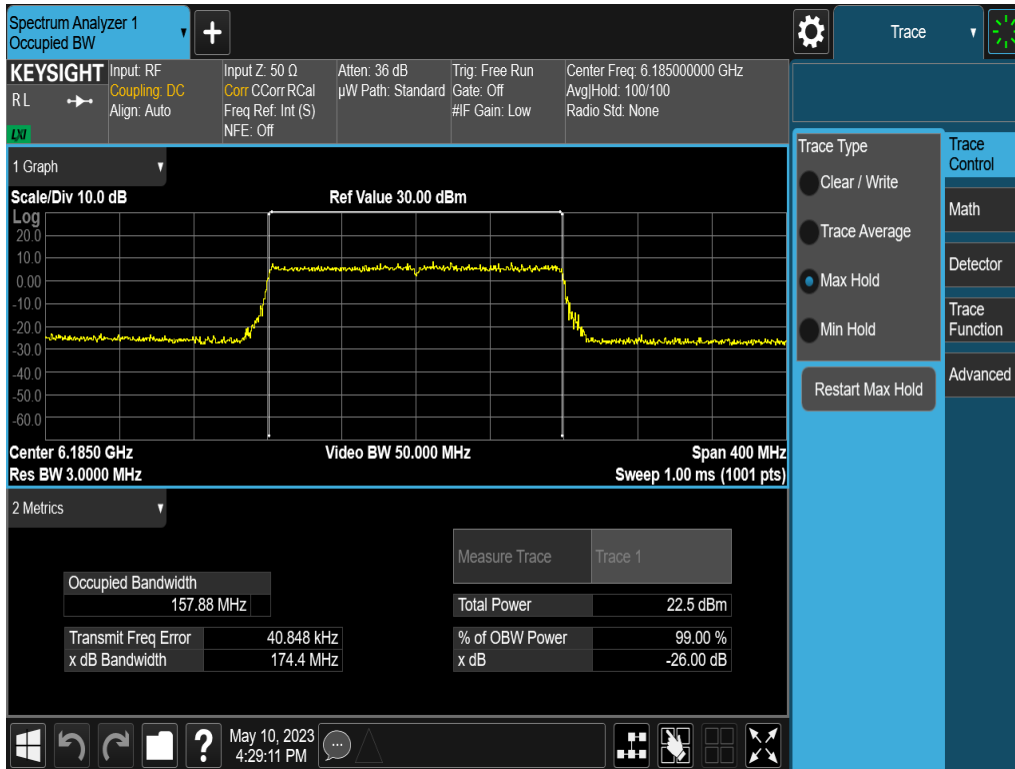 Spectrum Analyzer 1
Occupied BW
+
Trace
KEYSIGHT
RL
LXI
Input: RF
Coupling: DC
Align: Auto
Input Z: 50 Ω
Corr CCorr RCal
Freq Ref: Int (S)
NFE: Off
Atten: 36 dB
µW Path: Standard
Trig: Free Run
Gate: Off
#IF Gain: Low
Center Freq: 6.185000000 GHz
Avg|Hold: 100/100
Radio Std: None
1 Graph
Scale/Div 10.0 dB
Ref Value 30.00 dBm
Log
20.0
10.0
0.00
-10.0
-20.0
-30.0
-40.0
-50.0
-60.0
Center 6.1850 GHz
Video BW 50.000 MHz
Span 400 MHz
Res BW 3.0000 MHz
Sweep 1.00 ms (1001 pts)
2 Metrics
Measure Trace
Trace 1
Occupied Bandwidth
157.88 MHz
Total Power
22.5 dBm
Transmit Freq Error
40.848 kHz
% of OBW Power
99.00 %
x dB Bandwidth
174.4 MHz
x dB
-26.00 dB
Trace Type
Clear / Write
Trace Average
Max Hold
Min Hold
Restart Max Hold
Trace
Control
Math
Detector
Trace
Function
Advanced
?
May 10, 2023
4:29:11 PM